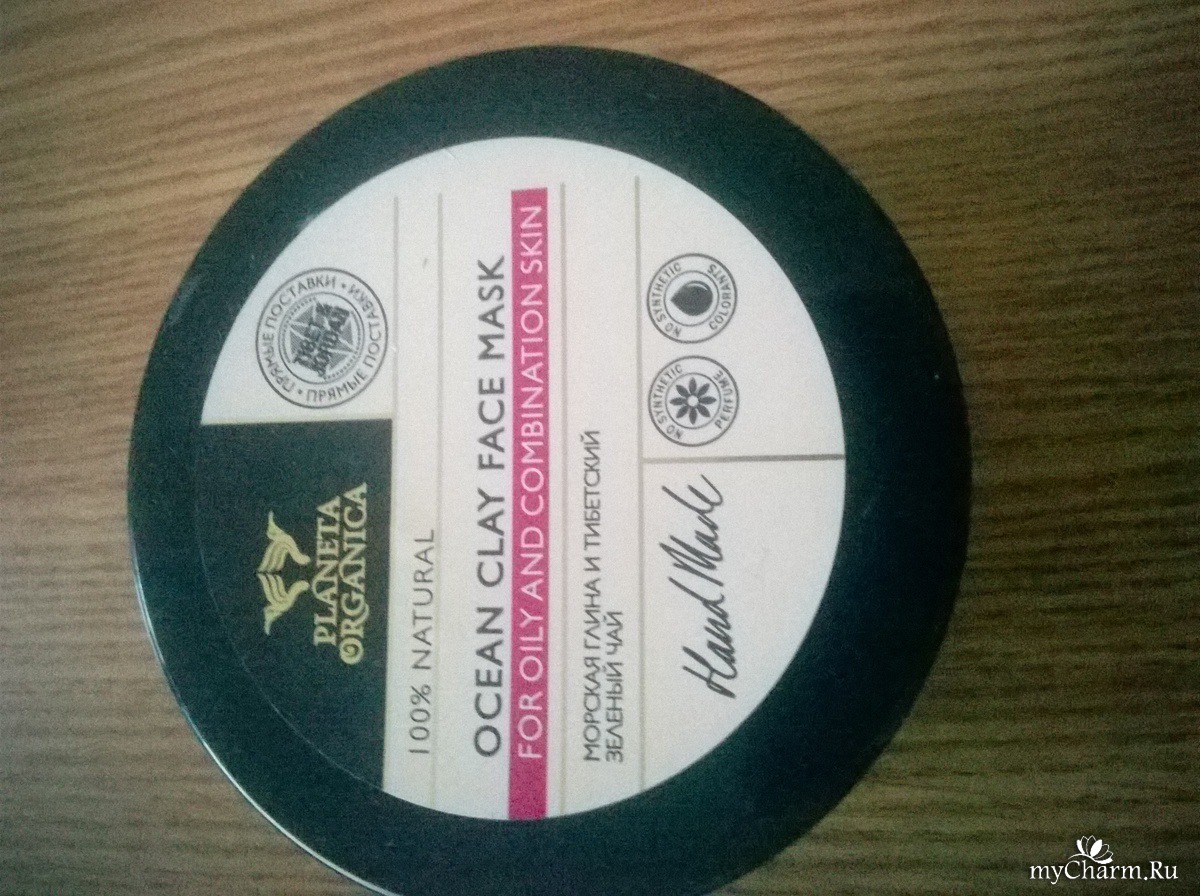 PLANETA
ORGANICA
ПРЯМЫЕ ПОСТАВКИ • ПРЯМЫЕ ПОСТАВКИ •
TIBET &
100% NATURAL
OCEAN CLAY FACE MASK
FOR OILY AND COMBINATION SKIN
МОРСКАЯ ГЛИНА И ТИБЕТСКИЙ
ЗЕЛЕНЫЙ ЧАЙ
Hand Made
NO SYNTHETIC
PERFUME
NO SYNTHETIC
COLORANTS
myCharm.Ru